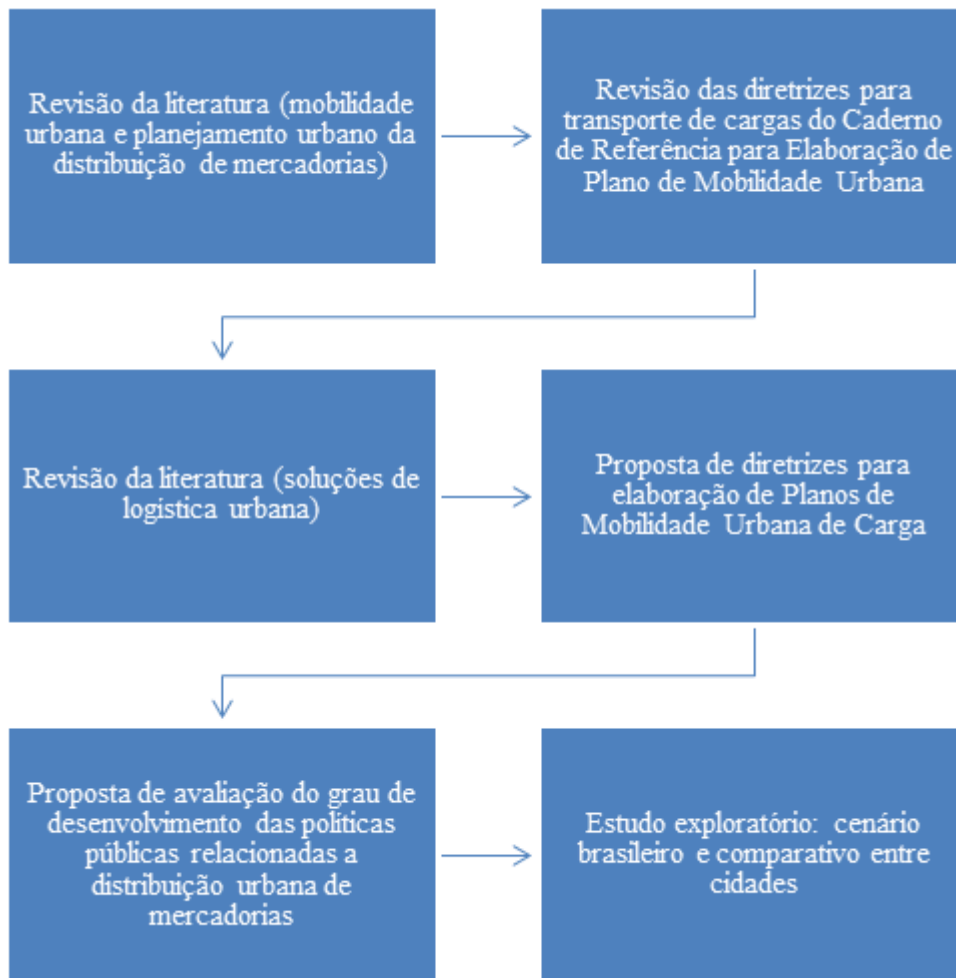 Revisão da literatura (mobilidade
urbana e planejamento urbano da
distribuição de mercadorias)
Revisão das diretrizes para
transporte de cargas do Caderno
de Referência para Elaboração de
Plano de Mobilidade Urbana
Revisão da literatura (soluções de
logística urbana)
Proposta de diretrizes para
elaboração de Planos de
Mobilidade Urbana de Carga
Proposta de avaliação do grau de
desenvolvimento das políticas
públicas relacionadas a
distribuição urbana de
mercadorias
Estudo exploratório: cenário
brasileiro e comparativo entre
cidades